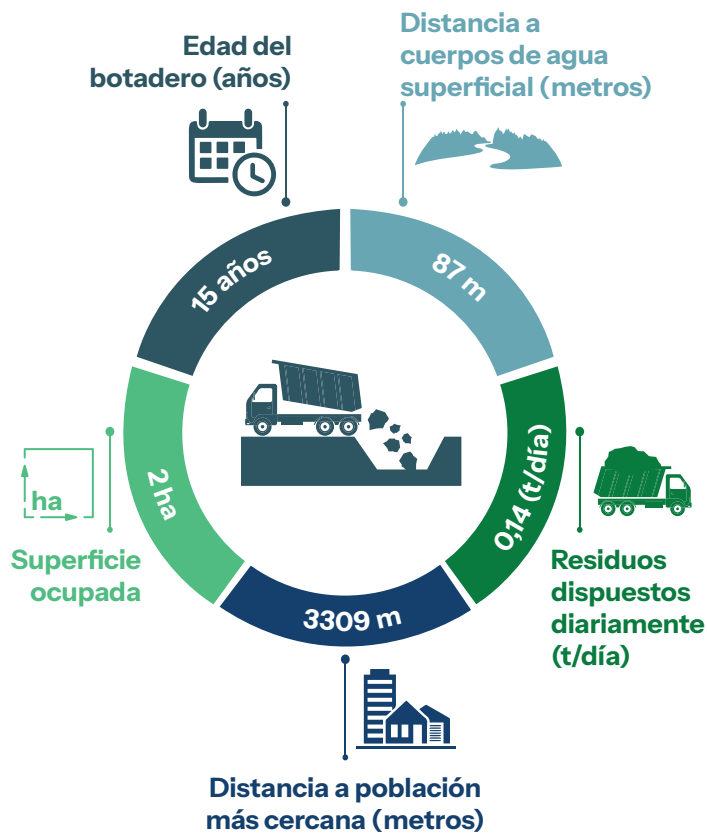 Edad del
botadero (años)
Distancia a
cuerpos de agua
superficial (metros)
15 años
87 m
0,14 (t/día)
2 ha
ha
Superficie
ocupada
Residuos
dispuestos
diariamente
(t/día)
3309 m
Distancia a población
más cercana (metros)